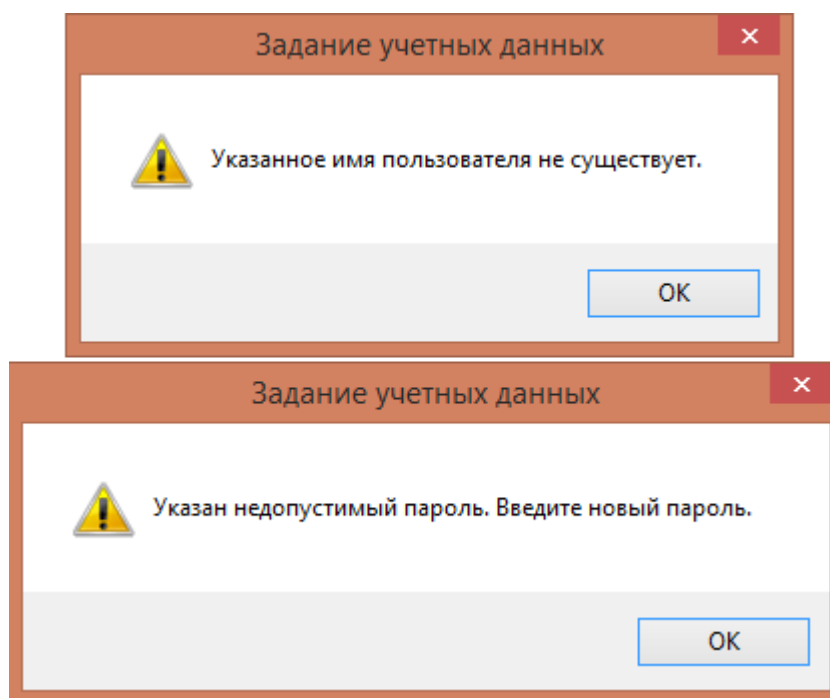 Задание учетных данных
Указанное имя пользователя не существует.
OK
Задание учетных данных
Указан недопустимый пароль. Введите новый пароль.
OK